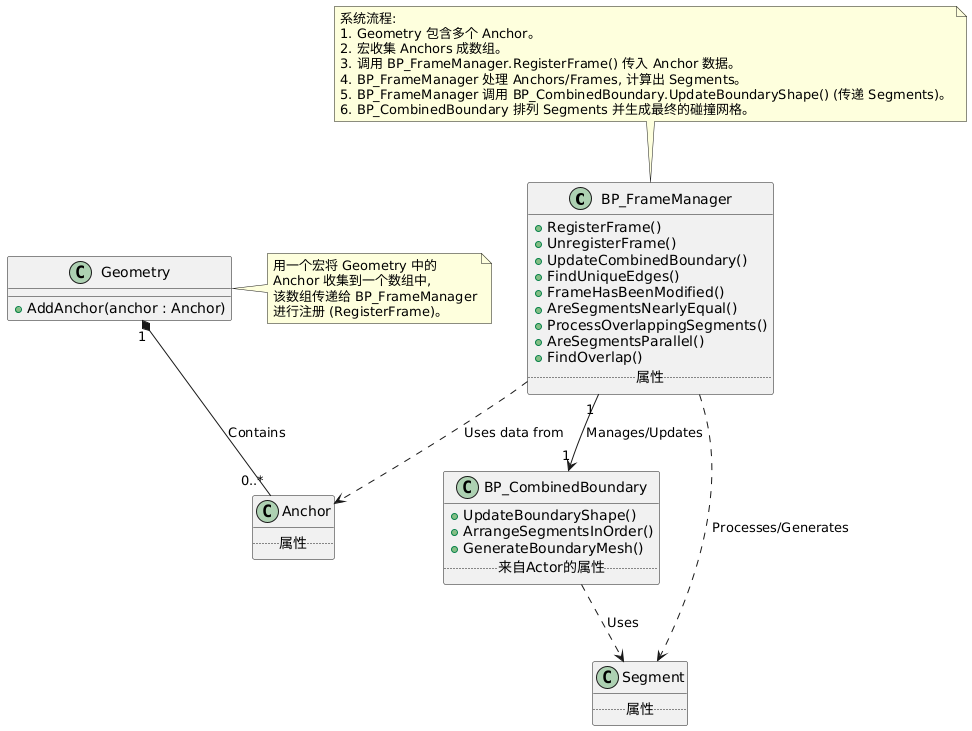 系统流程:
1. Geometry 包含多个 Anchor。
2. 宏收集 Anchors 成数组。
3. 调用 BP_FrameManager.RegisterFrame() 传入 Anchor 数据。
4. BP_FrameManager 处理 Anchors/Frames, 计算出 Segments。
5. BP_FrameManager 调用 BP_CombinedBoundary.UpdateBoundaryShape() (传递 Segments)。
6. BP_CombinedBoundary 排列 Segments 并生成最终的碰撞网格。
C BP_FrameManager
RegisterFrame()
UnregisterFrame()
UpdateCombinedBoundary()
FindUniqueEdges()
FrameHasBeenModified()
AreSegmentsNearlyEqual()
ProcessOverlappingSegments()
AreSegmentsParallel()
FindOverlap()
属性
C Geometry
AddAnchor(anchor : Anchor)
用一个宏将 Geometry 中的
Anchor 收集到一个数组中,
该数组传递给 BP_FrameManager
进行注册 (RegisterFrame)。
1
Contains
0..*
Uses data from
1
Manages/Updates
1
C Anchor
属性
C BP_CombinedBoundary
UpdateBoundaryShape()
ArrangeSegmentsInOrder()
GenerateBoundaryMesh()
来自Actor的属性
Processes/Generates
Uses
C Segment
属性